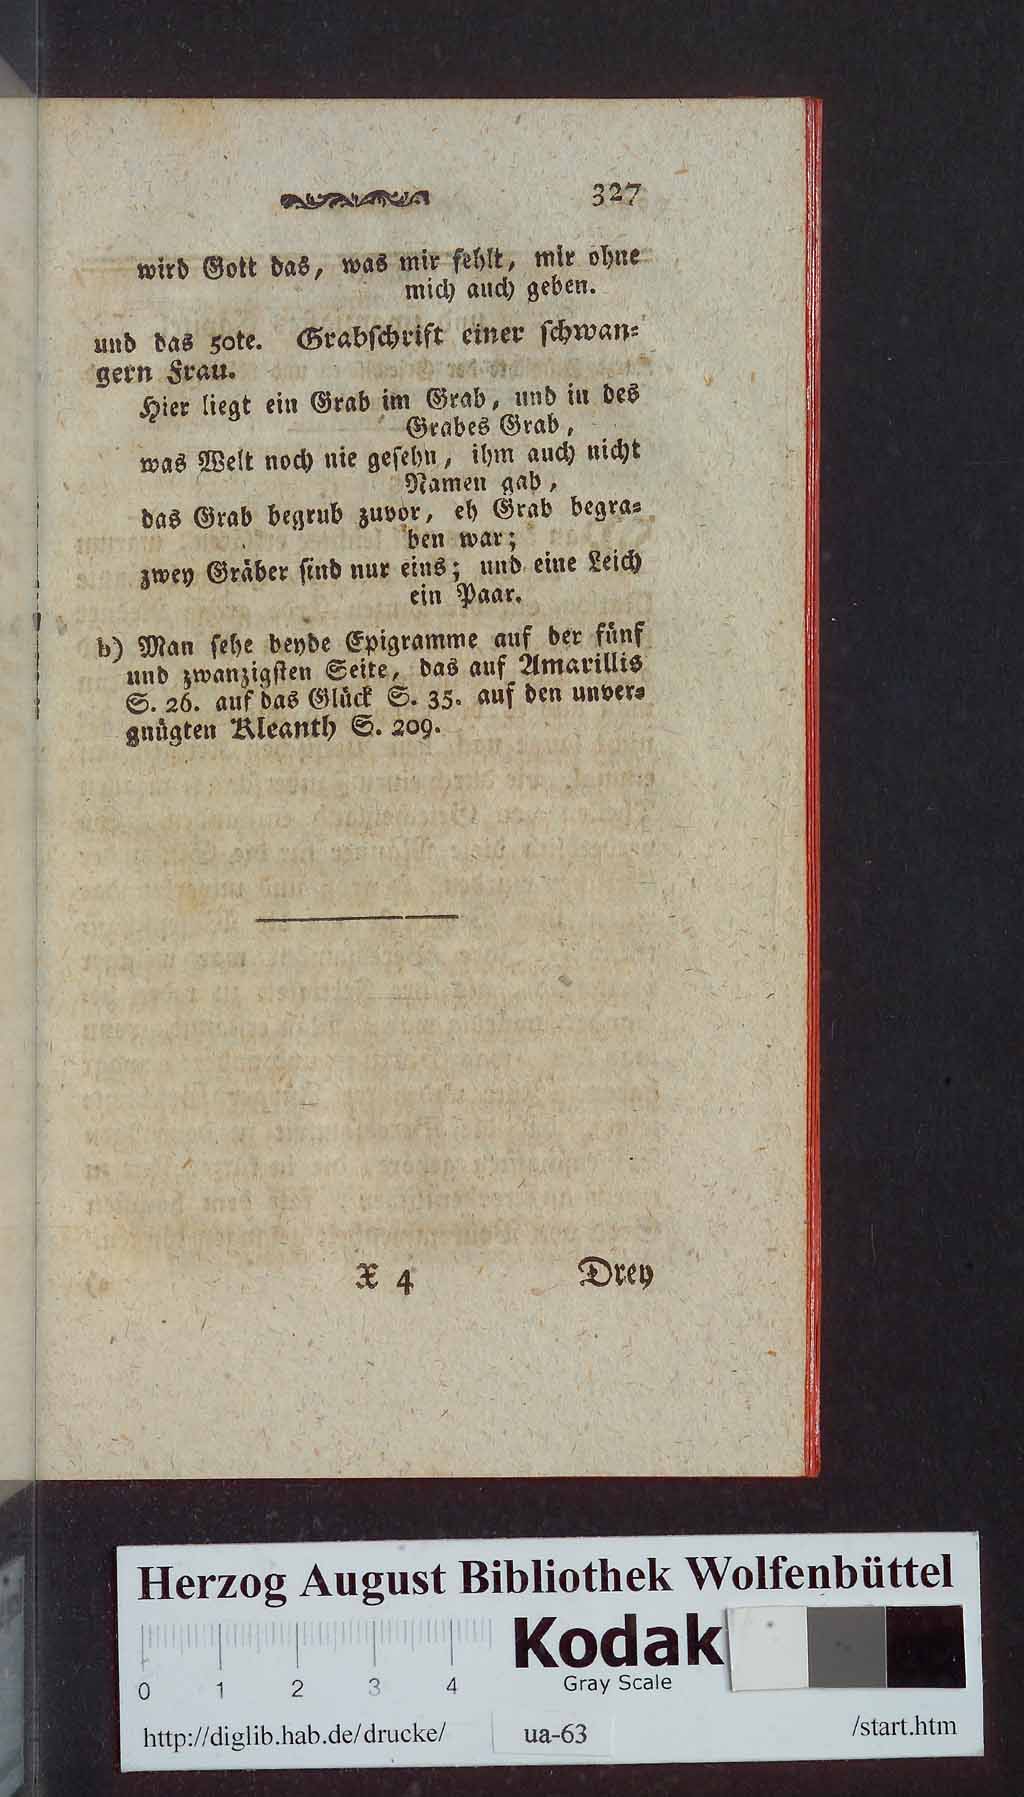 327
wird Gott das, was mir fehlt, mir ohne
mich auch geben.
und das 50te. Grabschrift einer schwan-
gern Frau.
Hier liegt ein Grab im Grab, und in des
Grabes Grab,
was Welt noch nie gesehn, ihm auch nicht
Namen gab,
das Grab begrub zuvor, eh Grab begra-
ben war;
zwey Gräber sind nur eins; und eine Leich
ein Paar.
b) Man sehe beyde Epigramme auf der fünf
und zwanzigsten Seite, das auf Amarillis
S. 26. auf das Glück S. 35. auf den unver-
gnügten Kleanth S. 209.
X 4 Drey
Herzog August Bibliothek Wolfenbüttel
Kodak
Gray Scale
0 1 2 3 4
http://diglib.hab.de/drucke/ ua-63 /start.htm